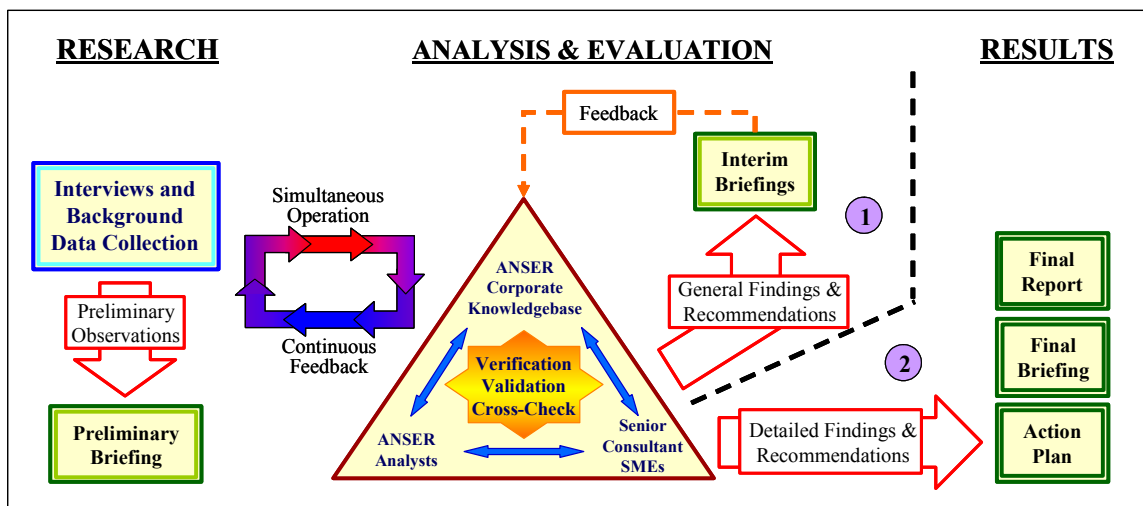 RESEARCH
ANALYSIS & EVALUATION
RESULTS
Interviews and
Background
Data Collection
Preliminary
Observations
Preliminary
Briefing
Simultaneous
Operation
Continuous
Feedback
Feedback
Interim
Briefings
1
General Findings &
Recommendations
ANSER
Corporate
Knowledgebase
Verification
Validation
Cross-Check
ANSER
Analysts
Senior
Consultant
SMEs
2
Detailed Findings &
Recommendations
Final
Report
Final
Briefing
Action
Plan